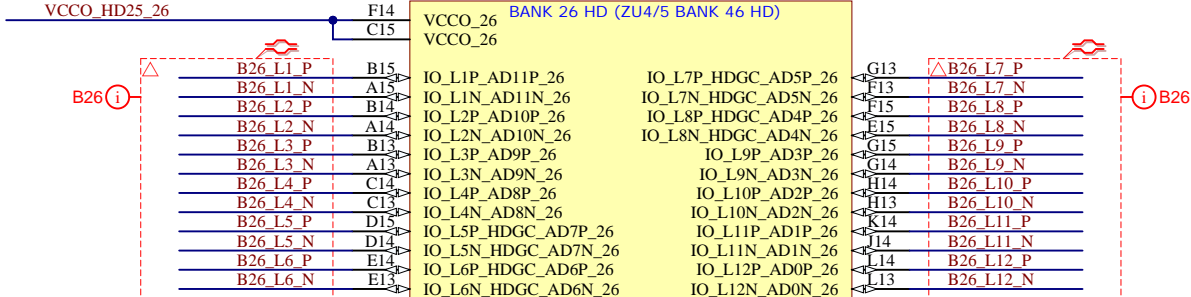 BANK 26 HD (ZU4/5 BANK 46 HD)
VCCO_HD25_26 F14 VCCO_26
C15 VCCO_26
B26_L1_P B15 IO_L1P_AD11P_26 IO_L7P_HDGC_AD5P_26 G13 B26_L7_P
B26 i B26_L1_N A15 IO_L1N_AD11N_26 IO_L7N_HDGC_AD5N_26 F13 B26_L7_N i B26
B26_L2_P B14 IO_L2P_AD10P_26 IO_L8P_HDGC_AD4P_26 F15 B26_L8_P
B26_L2_N A14 IO_L2N_AD10N_26 IO_L8N_HDGC_AD4N_26 E15 B26_L8_N
B26_L3_P B13 IO_L3P_AD9P_26 IO_L9P_AD3P_26 G15 B26_L9_P
B26_L3_N A13 IO_L3N_AD9N_26 IO_L9N_AD3N_26 G14 B26_L9_N
B26_L4_P C14 IO_L4P_AD8P_26 IO_L10P_AD2P_26 H14 B26_L10_P
B26_L4_N C13 IO_L4N_AD8N_26 IO_L10N_AD2N_26 H13 B26_L10_N
B26_L5_P D15 IO_L5P_HDGC_AD7P_26 IO_L11P_AD1P_26 K14 B26_L11_P
B26_L5_N D14 IO_L5N_HDGC_AD7N_26 IO_L11N_AD1N_26 J14 B26_L11_N
B26_L6_P E14 IO_L6P_HDGC_AD6P_26 IO_L12P_AD0P_26 L14 B26_L12_P
B26_L6_N E13 IO_L6N_HDGC_AD6N_26 IO_L12N_AD0N_26 L13 B26_L12_N